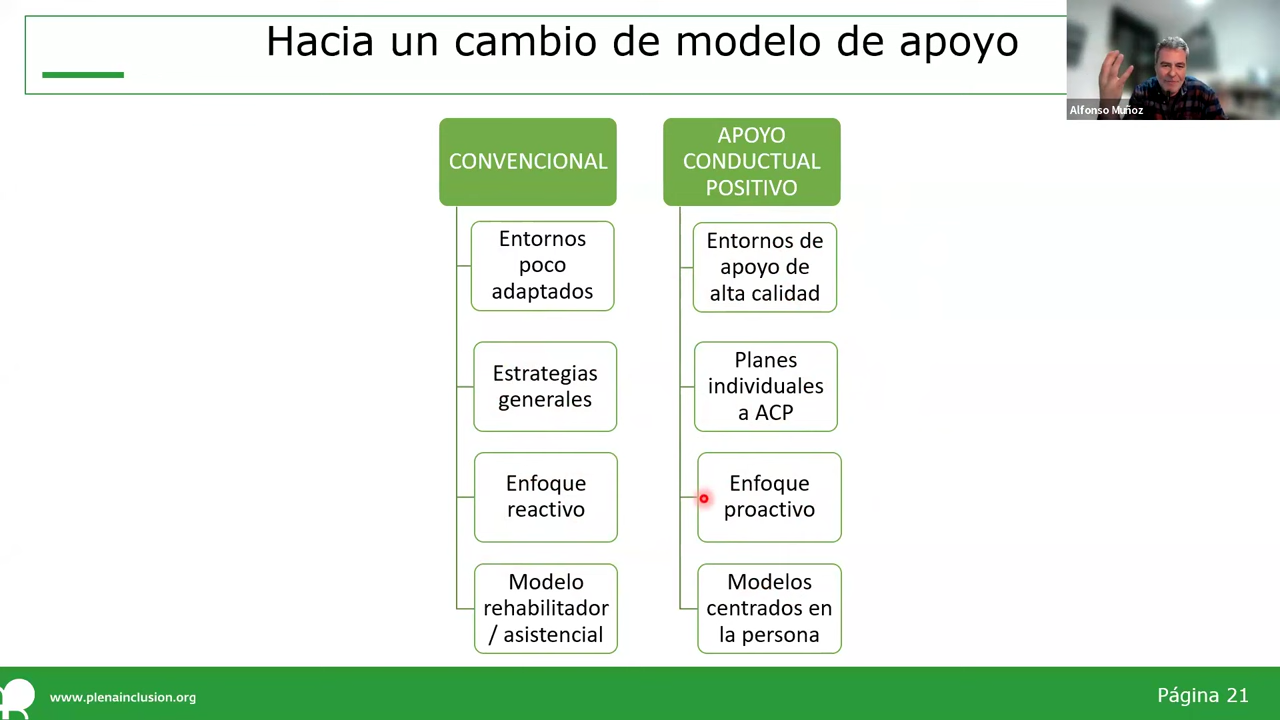 Hacia un cambio de modelo de apoyo
Alfonso Muñoz
CONVENCIONAL
Entornos
poco
adaptados
Estrategias
generales
Enfoque
reactivo
Modelo
rehabilitador
/ asistencial
APOYO
CONDUCTUAL
POSITIVO
Entornos de
apoyo de
alta calidad
Planes
individuales
a ACP
Enfoque
proactivo
Modelos
centrados en
la persona
www.plenainclusion.org
Página 21